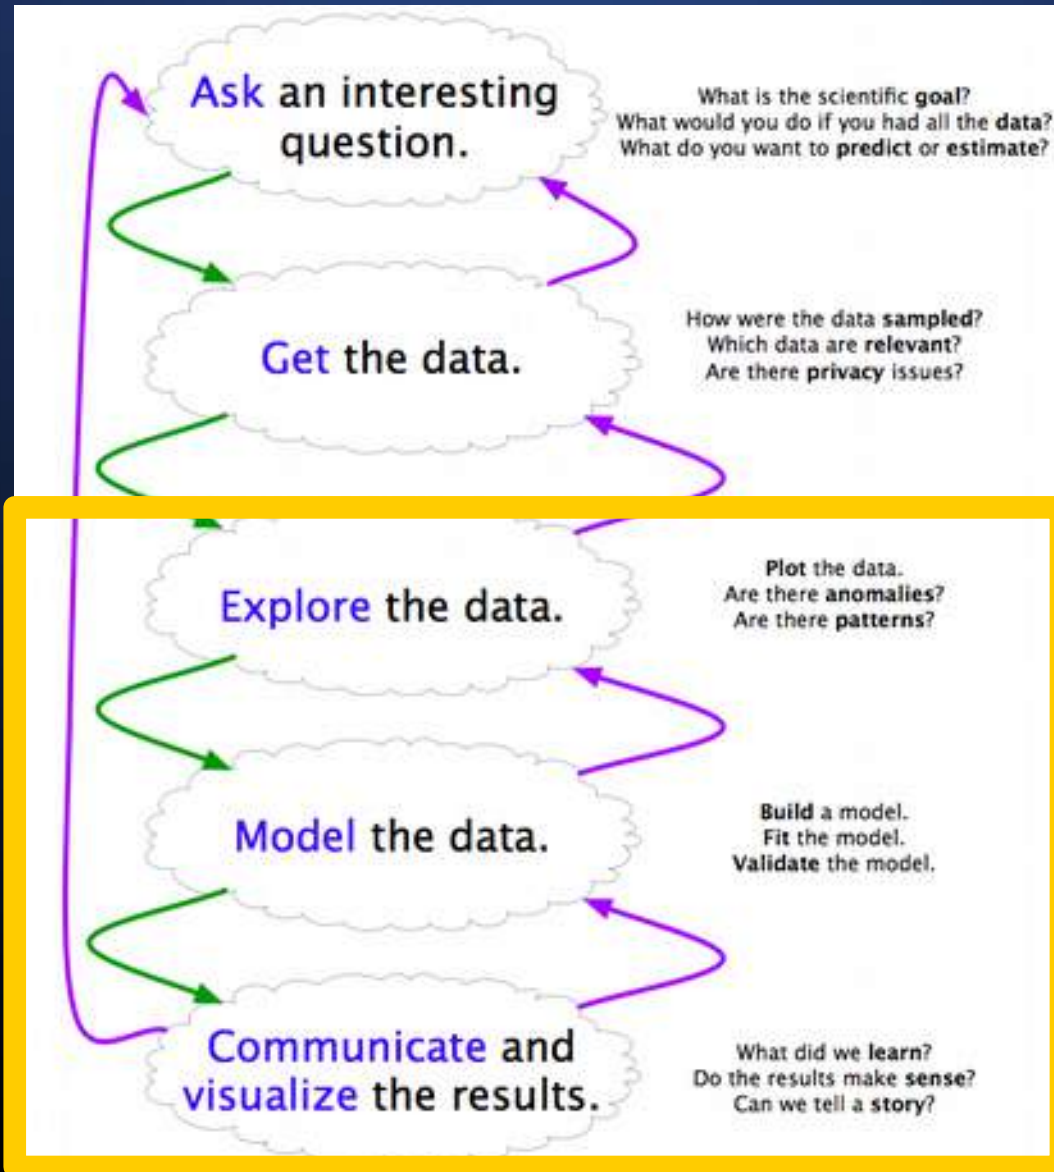 Ask an interesting
question.
What is the scientific goal?
What would you do if you had all the data?
What do you want to predict or estimate?
Get the data.
How were the data sampled?
Which data are relevant?
Are there privacy issues?
Explore the data.
Plot the data.
Are there anomalies?
Are there patterns?
Model the data.
Build a model.
Fit the model.
Validate the model.
Communicate and
visualize the results.
What did we learn?
Do the results make sense?
Can we tell a story?